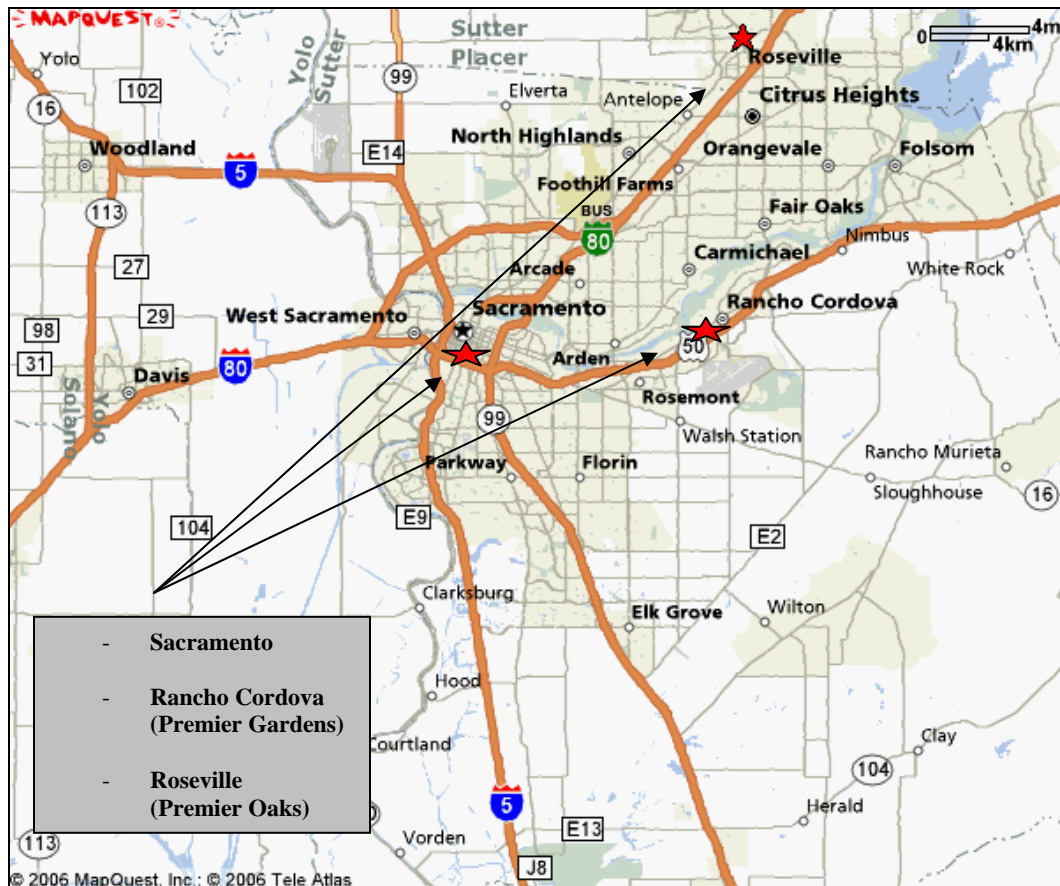 MAPQUEST®
Sutter
Placer
Yolo
Sutter
0 4m
4km
Yolo
102
99
Roseville
16
Elverta
Antelope
Citrus Heights
E14
North Highlands
Woodland
Orangevale
Folsom
5
Foothill Farms
113
BUS
80
Fair Oaks
Nimbus
Carmichael
27
Arcade
White Rock
29
West Sacramento
Sacramento
Rancho Cordova
98
31
80
Arden
50
Davis
Rosemont
Solano
Yolo
99
Walsh Station
Parkway
Florin
Rancho Murieta
Sloughhouse
16
104
E9
E2
Clarksburg
Elk Grove
Wilton
- Sacramento
- Rancho Cordova
(Premier Gardens)
- Roseville
(Premier Oaks)
Hood
Courtland
Clay
104
5
Herald
113
Vorden
E13
J8
© 2006 MapQuest, Inc.; © 2006 Tele Atlas